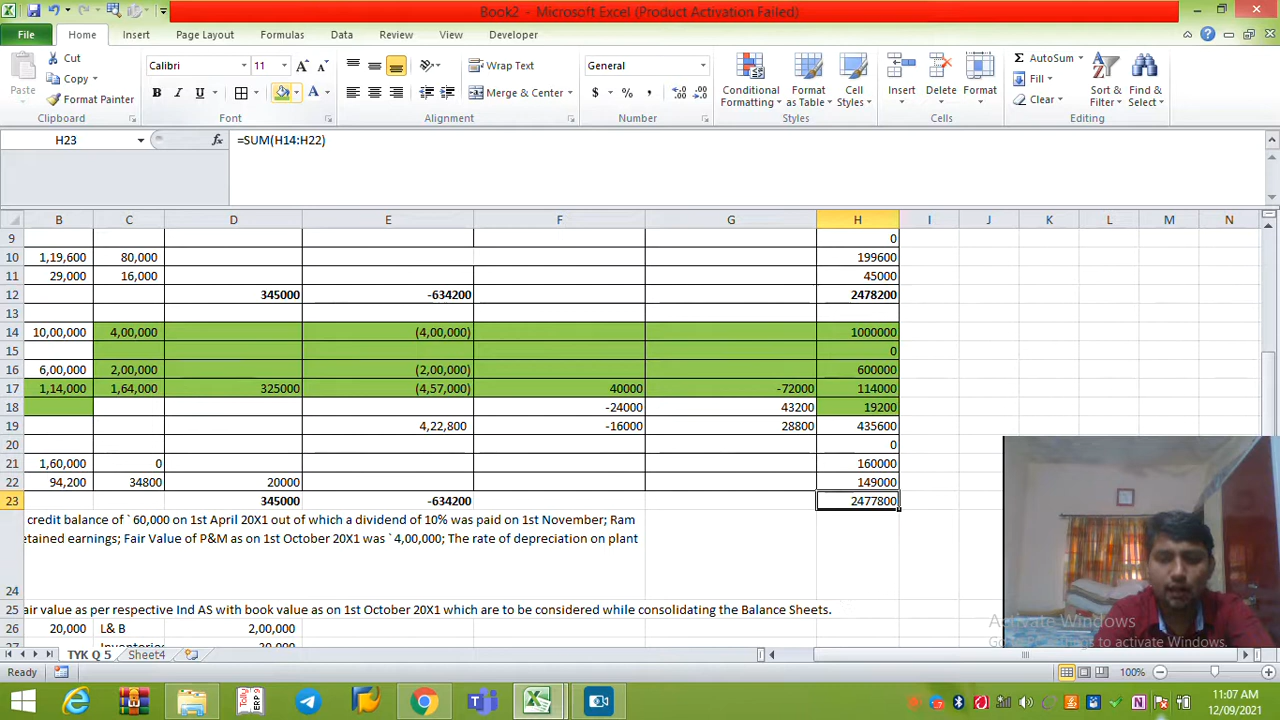 Book2 - Microsoft Excel (Product Activation Failed)
File Home Insert Page Layout Formulas Data Review View Developer
Cut
Copy
Format Painter
Paste
Clipboard
Calibri 11
B I U A
Font
Wrap Text
Merge & Center
Alignment
General
$ % ,
Number
Conditional Formatting
Format as Table
Cell Styles
Styles
Insert Delete Format
Cells
AutoSum
Fill
Clear
Sort & Filter
Find & Select
Editing
H23 fx =SUM(H14:H22)
B C D E F G H I J K L M N
9 0
10 1,19,600 80,000 199600
11 29,000 16,000 45000
12 345000 -634200 2478200
13
14 10,00,000 4,00,000 (4,00,000) 1000000
15 0
16 6,00,000 2,00,000 (2,00,000) 600000
17 1,14,000 1,64,000 325000 (4,57,000) 40000 -72000 114000
18 -24000 43200 19200
19 4,22,800 -16000 28800 435600
20 0
21 1,60,000 0 160000
22 94,200 34800 20000 149000
23 345000 -634200 2477800
credit balance of `60,000 on 1st April 20X1 out of which a dividend of 10% was paid on 1st November; Ram
etained earnings; Fair Value of P&M as on 1st October 20X1 was `4,00,000; The rate of depreciation on plant
24
25 air value as per respective Ind AS with book value as on 1st October 20X1 which are to be considered while consolidating the Balance Sheets.
26 20,000 L& B 2,00,000
Activate Windows
TYK Q 5 Sheet4
Ready 100%
11:07 AM
12/09/2021